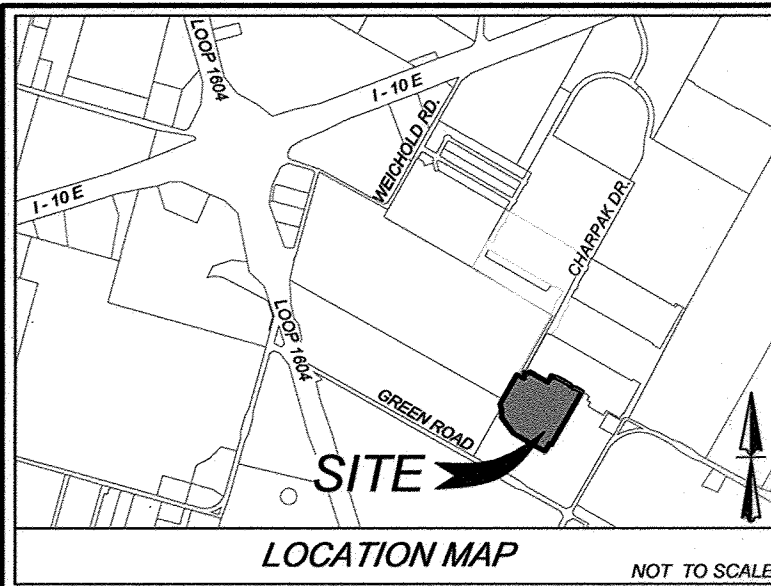 LOOP 1604
I - 10 E
WEICHOLD RD.
I - 10 E
CHARPAK DR.
LOOP 1604
GREEN ROAD
SITE
LOCATION MAP
NOT TO SCALE